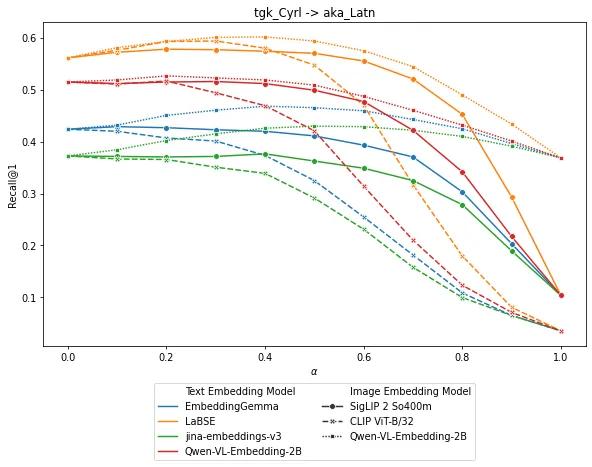 tgk_Cyrl -> aka_Latn
Recall@1
0.6
0.5
0.4
0.3
0.2
0.1
0.0 0.2 0.4 0.6 0.8 1.0
α
Text Embedding Model
EmbeddingGemma
LaBSE
jina-embeddings-v3
Qwen-VL-Embedding-2B
Image Embedding Model
SigLIP 2 So400m
CLIP ViT-B/32
Qwen-VL-Embedding-2B